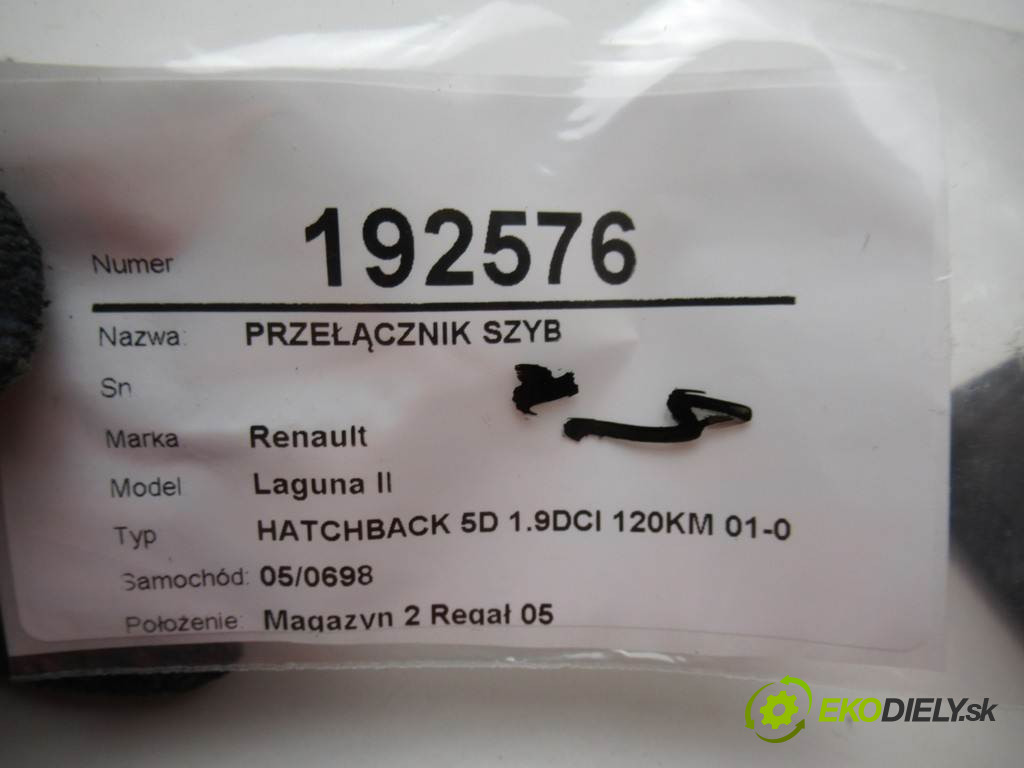 Numer 192576
Nazwa: PRZEŁĄCZNIK SZYB
Sn
Marka Renault
Model Laguna II
Typ HATCHBACK 5D 1.9DCI 120KM 01-0
Samochód: 05/0698
Położenie: Magazyn 2 Regał 05
EKODIELY.sk